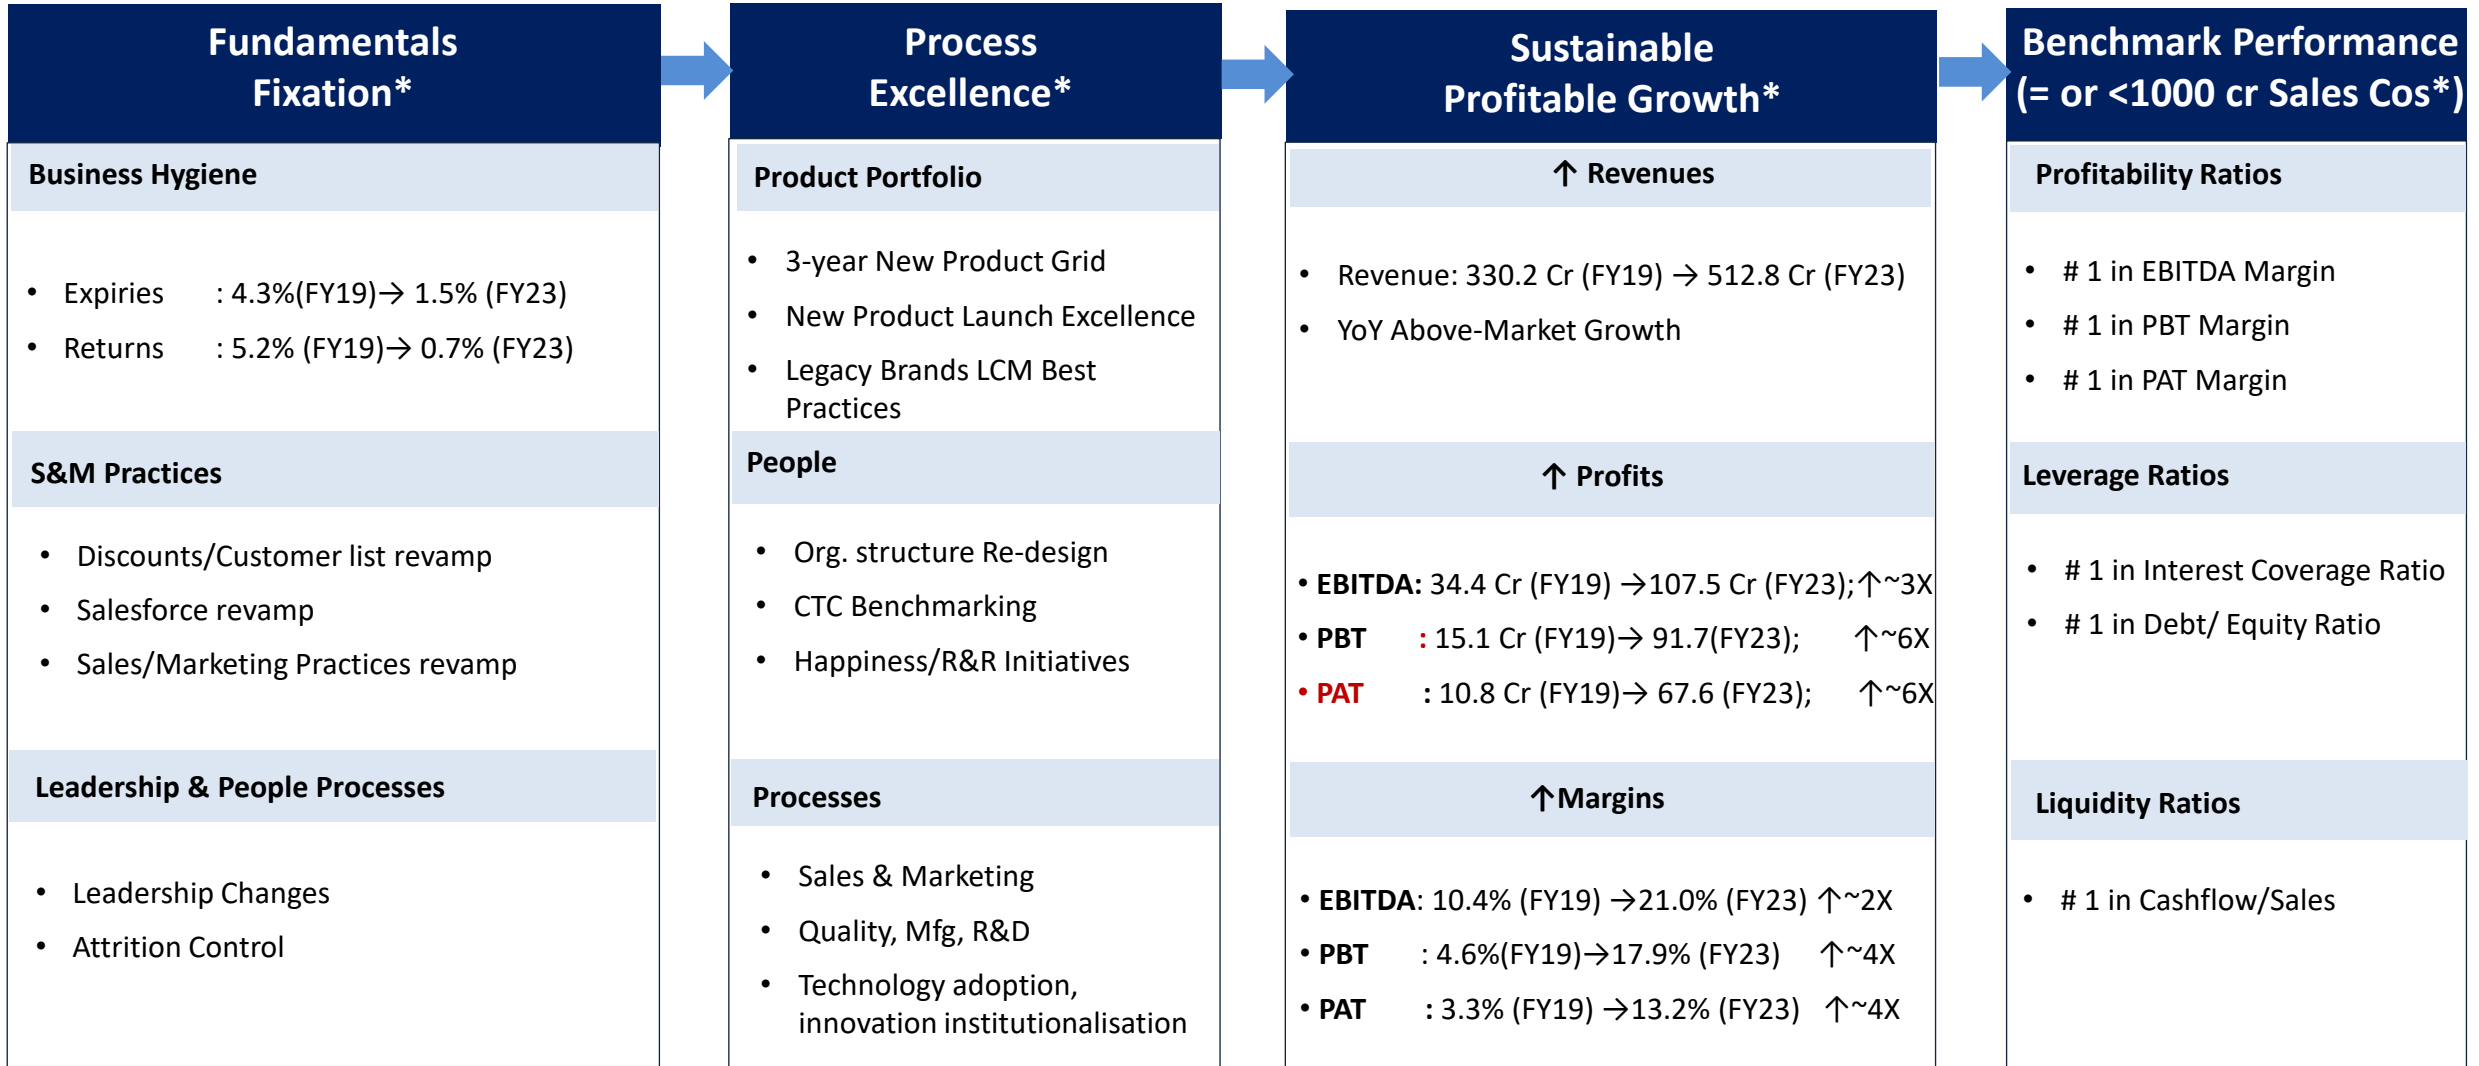 Fundamentals
Fixation*
Business Hygiene
• Expiries : 4.3%(FY19)→ 1.5% (FY23)
• Returns : 5.2% (FY19)→ 0.7% (FY23)
S&M Practices
• Discounts/Customer list revamp
• Salesforce revamp
• Sales/Marketing Practices revamp
Leadership & People Processes
• Leadership Changes
• Attrition Control
Process
Excellence*
Product Portfolio
• 3-year New Product Grid
• New Product Launch Excellence
• Legacy Brands LCM Best
Practices
People
• Org. structure Re-design
• CTC Benchmarking
• Happiness/R&R Initiatives
Processes
• Sales & Marketing
• Quality, Mfg, R&D
• Technology adoption,
innovation institutionalisation
Sustainable
Profitable Growth*
↑ Revenues
• Revenue: 330.2 Cr (FY19) → 512.8 Cr (FY23)
• YoY Above-Market Growth
↑ Profits
• EBITDA: 34.4 Cr (FY19) →107.5 Cr (FY23);↑~3X
• PBT : 15.1 Cr (FY19)→ 91.7(FY23); ↑~6X
• PAT : 10.8 Cr (FY19)→ 67.6 (FY23); ↑~6X
↑Margins
• EBITDA: 10.4% (FY19) →21.0% (FY23) ↑~2X
• PBT : 4.6%(FY19)→17.9% (FY23) ↑~4X
• PAT : 3.3% (FY19) →13.2% (FY23) ↑~4X
Benchmark Performance
(= or <1000 cr Sales Cos*)
Profitability Ratios
• # 1 in EBITDA Margin
• # 1 in PBT Margin
• # 1 in PAT Margin
Leverage Ratios
• # 1 in Interest Coverage Ratio
• # 1 in Debt/ Equity Ratio
Liquidity Ratios
• # 1 in Cashflow/Sales